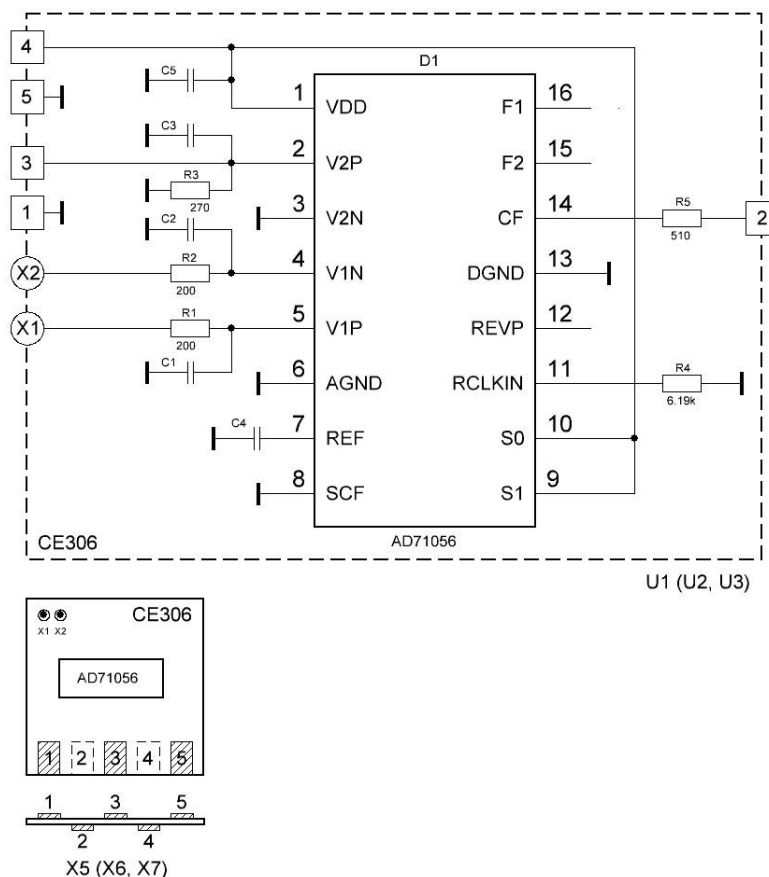 4
D1
C5
5
1
VDD
F1
16
C3
3
2
V2P
F2
15
R3
270
R5
510
1
C2
3
V2N
CF
14
2
X2
R2
200
4
V1N
DGND
13
X1
R1
200
5
V1P
REVP
12
C1
6
AGND
RCLKIN
11
R4
6.19k
C4
7
REF
S0
10
8
SCF
S1
9
CE306
AD71056
U1 (U2, U3)
CE306
X1 X2
AD71056
1 2 3 4 5
1 3 5
2 4
X5 (X6, X7)